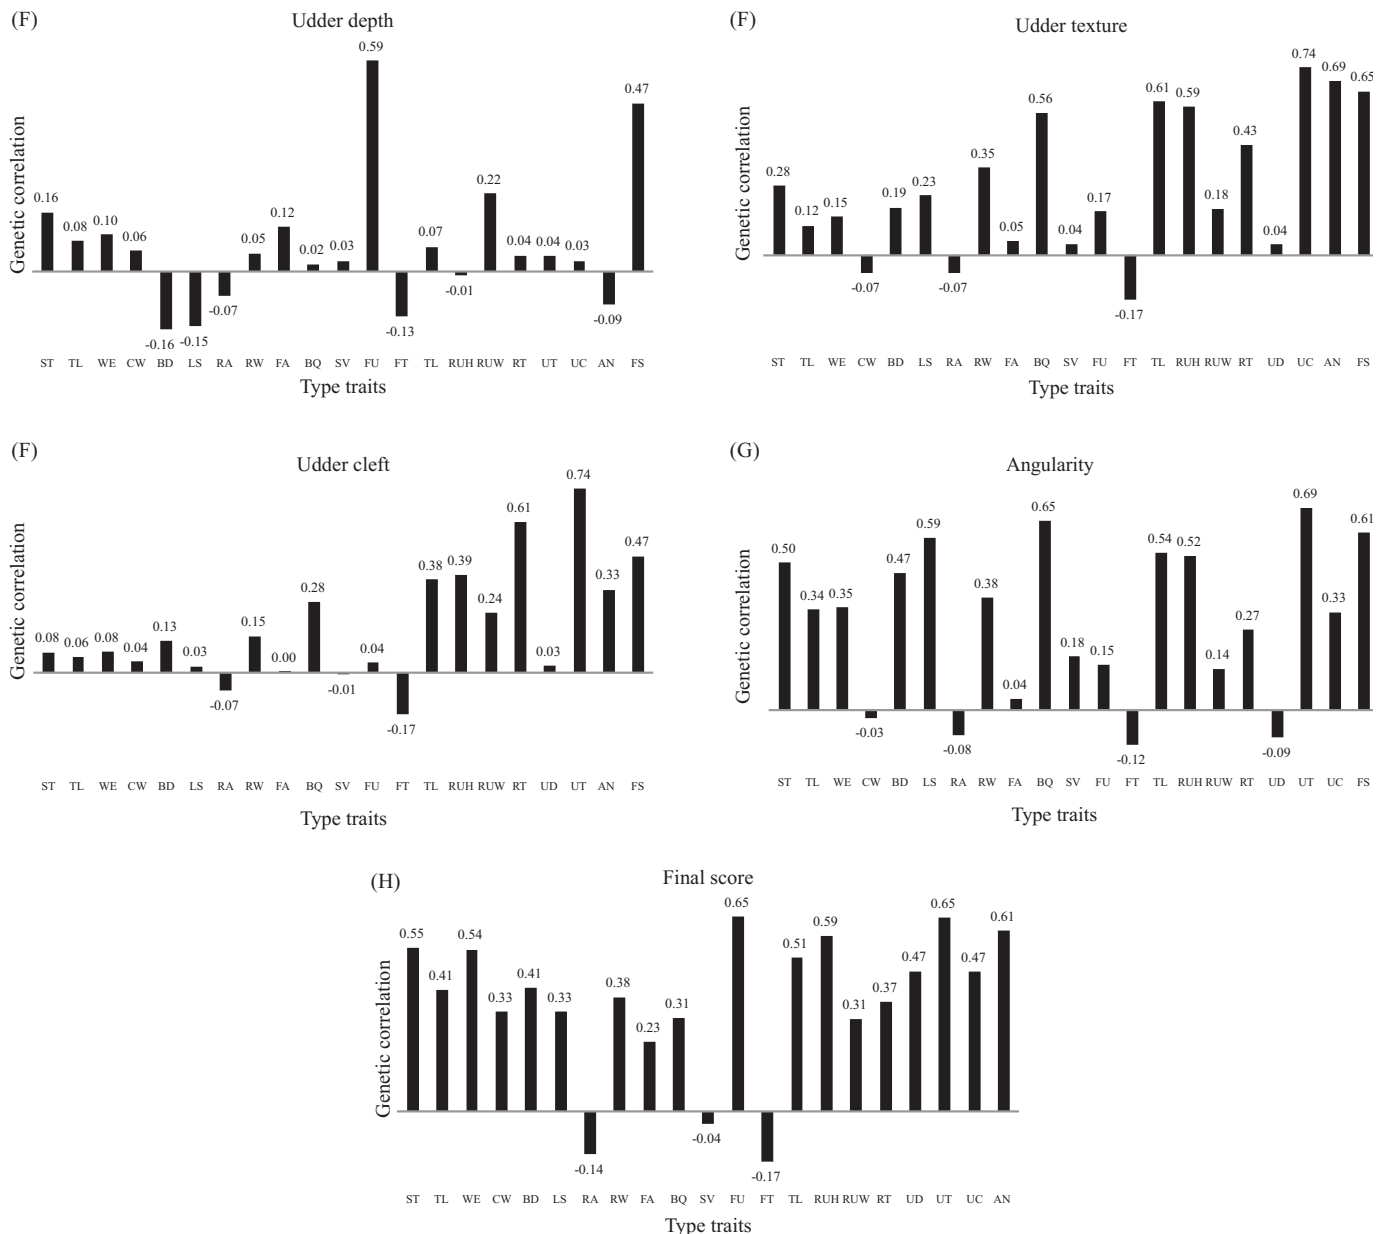 (F)
Udder depth
Genetic correlation
0.16 0.08 0.10 0.06 -0.16 -0.15 -0.07 0.05 0.12 0.02 0.03 0.59 -0.13 0.07 -0.01 0.22 0.04 0.04 0.03 -0.09 0.47
ST TL WE CW BD LS RA RW FA BQ SV FU FT TL RUH RUW RT UT UC AN FS
Type traits
(F)
Udder texture
Genetic correlation
0.28 0.12 0.15 -0.07 0.19 0.23 -0.07 0.35 0.05 0.56 0.04 0.17 -0.17 0.61 0.59 0.18 0.43 0.04 0.74 0.69 0.65
ST TL WE CW BD LS RA RW FA BQ SV FU FT TL RUH RUW RT UD UC AN FS
Type traits
(F)
Udder cleft
Genetic correlation
0.08 0.06 0.08 0.04 0.13 0.03 -0.07 0.15 0.00 0.28 -0.01 0.04 -0.17 0.38 0.39 0.24 0.61 0.03 0.74 0.33 0.47
ST TL WE CW BD LS RA RW FA BQ SV FU FT TL RUH RUW RT UD UT AN FS
Type traits
(G)
Angularity
Genetic correlation
0.50 0.34 0.35 -0.03 0.47 0.59 -0.08 0.38 0.04 0.65 0.18 0.15 -0.12 0.54 0.52 0.14 0.27 -0.09 0.69 0.33 0.61
ST TL WE CW BD LS RA RW FA BQ SV FU FT TL RUH RUW RT UD UT UC FS
Type traits
(H)
Final score
Genetic correlation
0.55 0.41 0.54 0.33 0.41 0.33 -0.14 0.38 0.23 0.31 -0.04 0.65 -0.17 0.51 0.59 0.31 0.37 0.47 0.65 0.47 0.61
ST TL WE CW BD LS RA RW FA BQ SV FU FT TL RUH RUW RT UD UT UC AN
Type traits